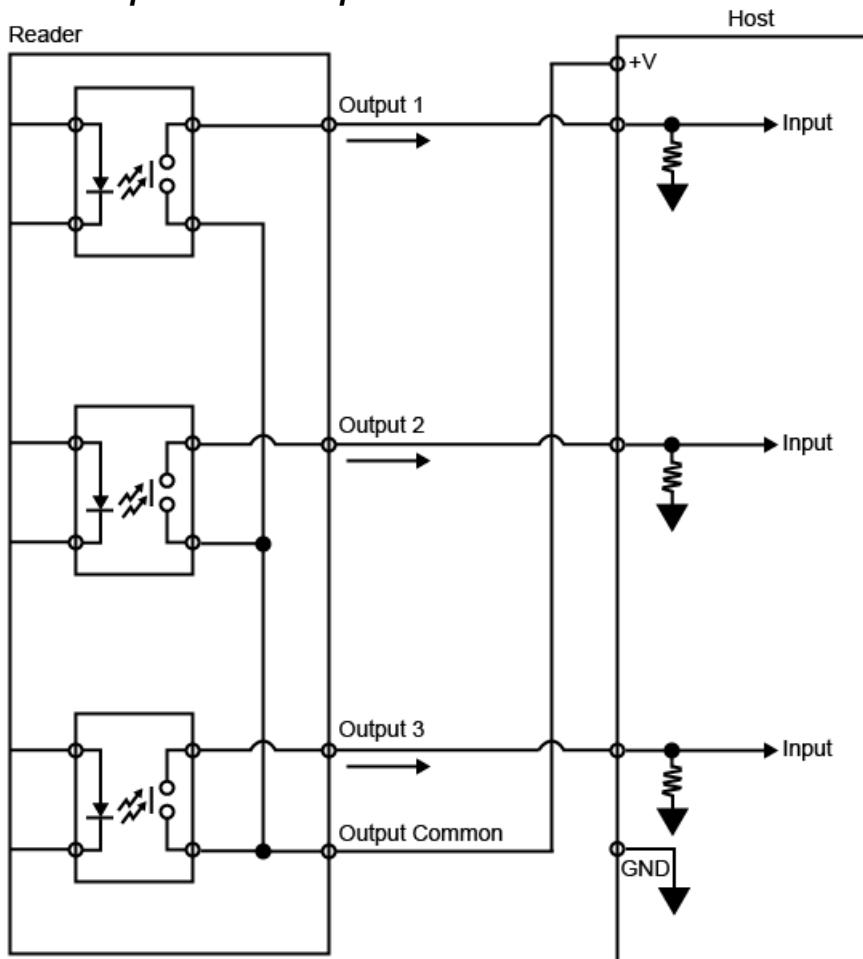 Host
Reader
+V
Output 1
Input
Output 2
Input
Output 3
Input
Output Common
GND